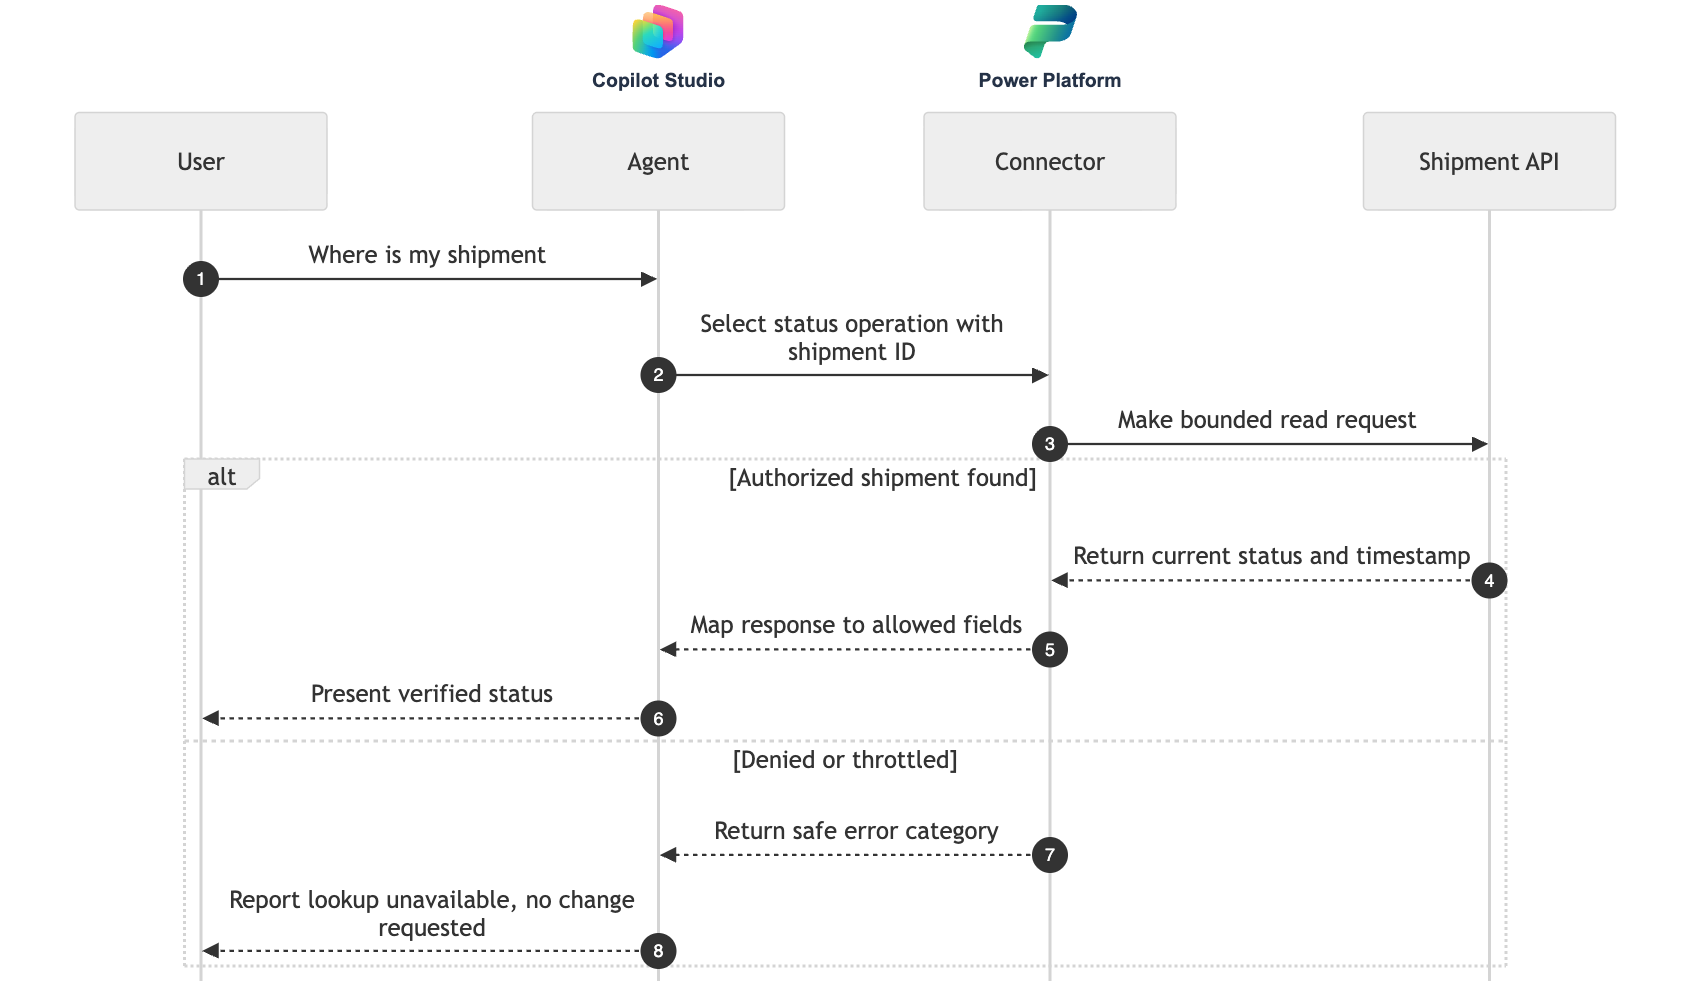 Copilot Studio
Power Platform
User
Agent
Connector
Shipment API
Where is my shipment
1
Select status operation with
shipment ID
2
Make bounded read request
3
alt
[Authorized shipment found]
Return current status and timestamp
4
Map response to allowed fields
5
Present verified status
6
[Denied or throttled]
Return safe error category
7
Report lookup unavailable, no change
requested
8